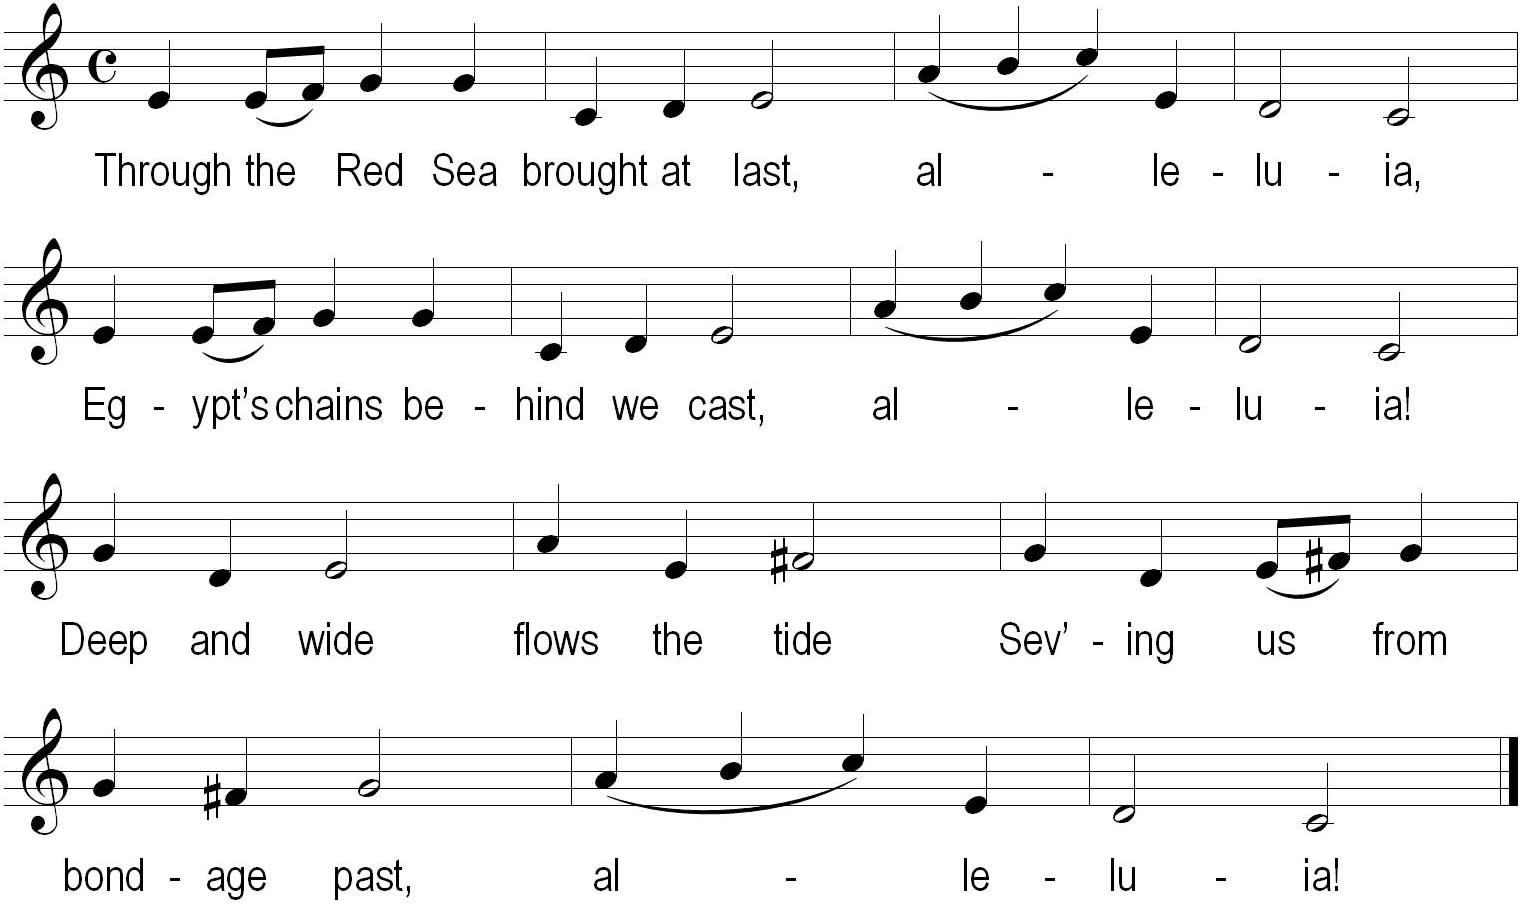 Through the Red Sea brought at last, al - le - lu - ia,
Eg - ypt's chains be - hind we cast, al - le - lu - ia!
Deep and wide flows the tide Sev' - ing us from
bond - age past, al - le - lu - ia!